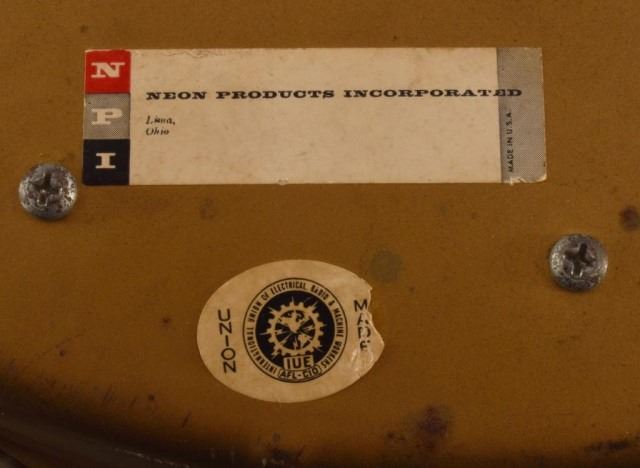 N
P
I
NEON PRODUCTS INCORPORATED
Lima,
Ohio
MADE IN U.S.A.
UNION
MADE
INTERNATIONAL UNION OF ELECTRICAL RADIO & MACHINE WORKERS
IUE
AFL-CIO